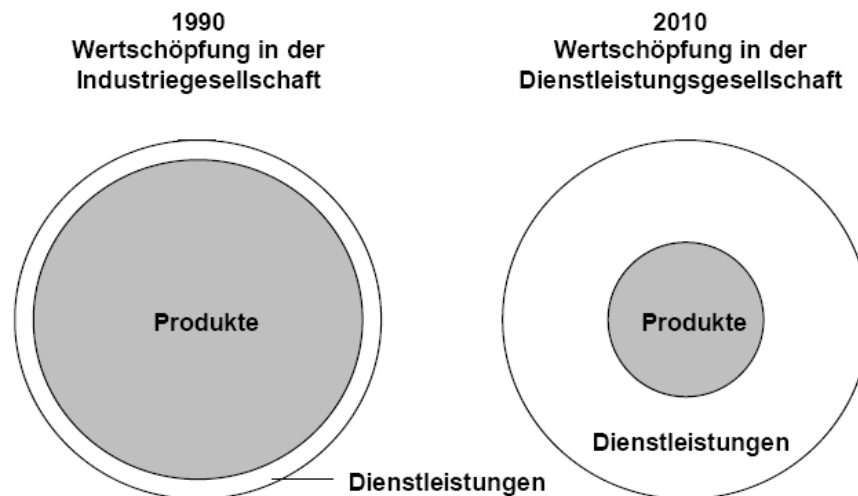 1990
Wertschöpfung in der
Industriegesellschaft
2010
Wertschöpfung in der
Dienstleistungsgesellschaft
Produkte
Dienstleistungen
Produkte
Dienstleistungen